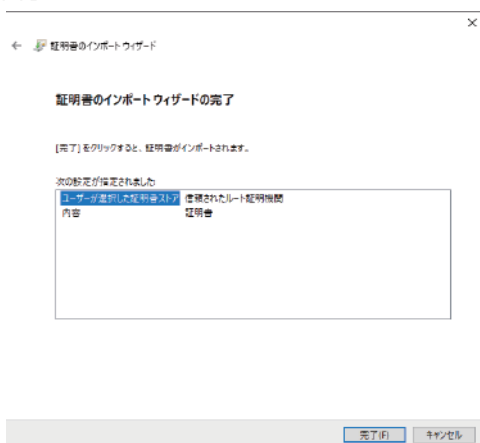 証明書のインポート ウィザード
証明書のインポート ウィザードの完了
[完了] をクリックすると、証明書がインポートされます。
次の設定が指定されました
ユーザーが選択した証明書ストア 信頼されたルート証明機関
内容 証明書
完了(F) キャンセル